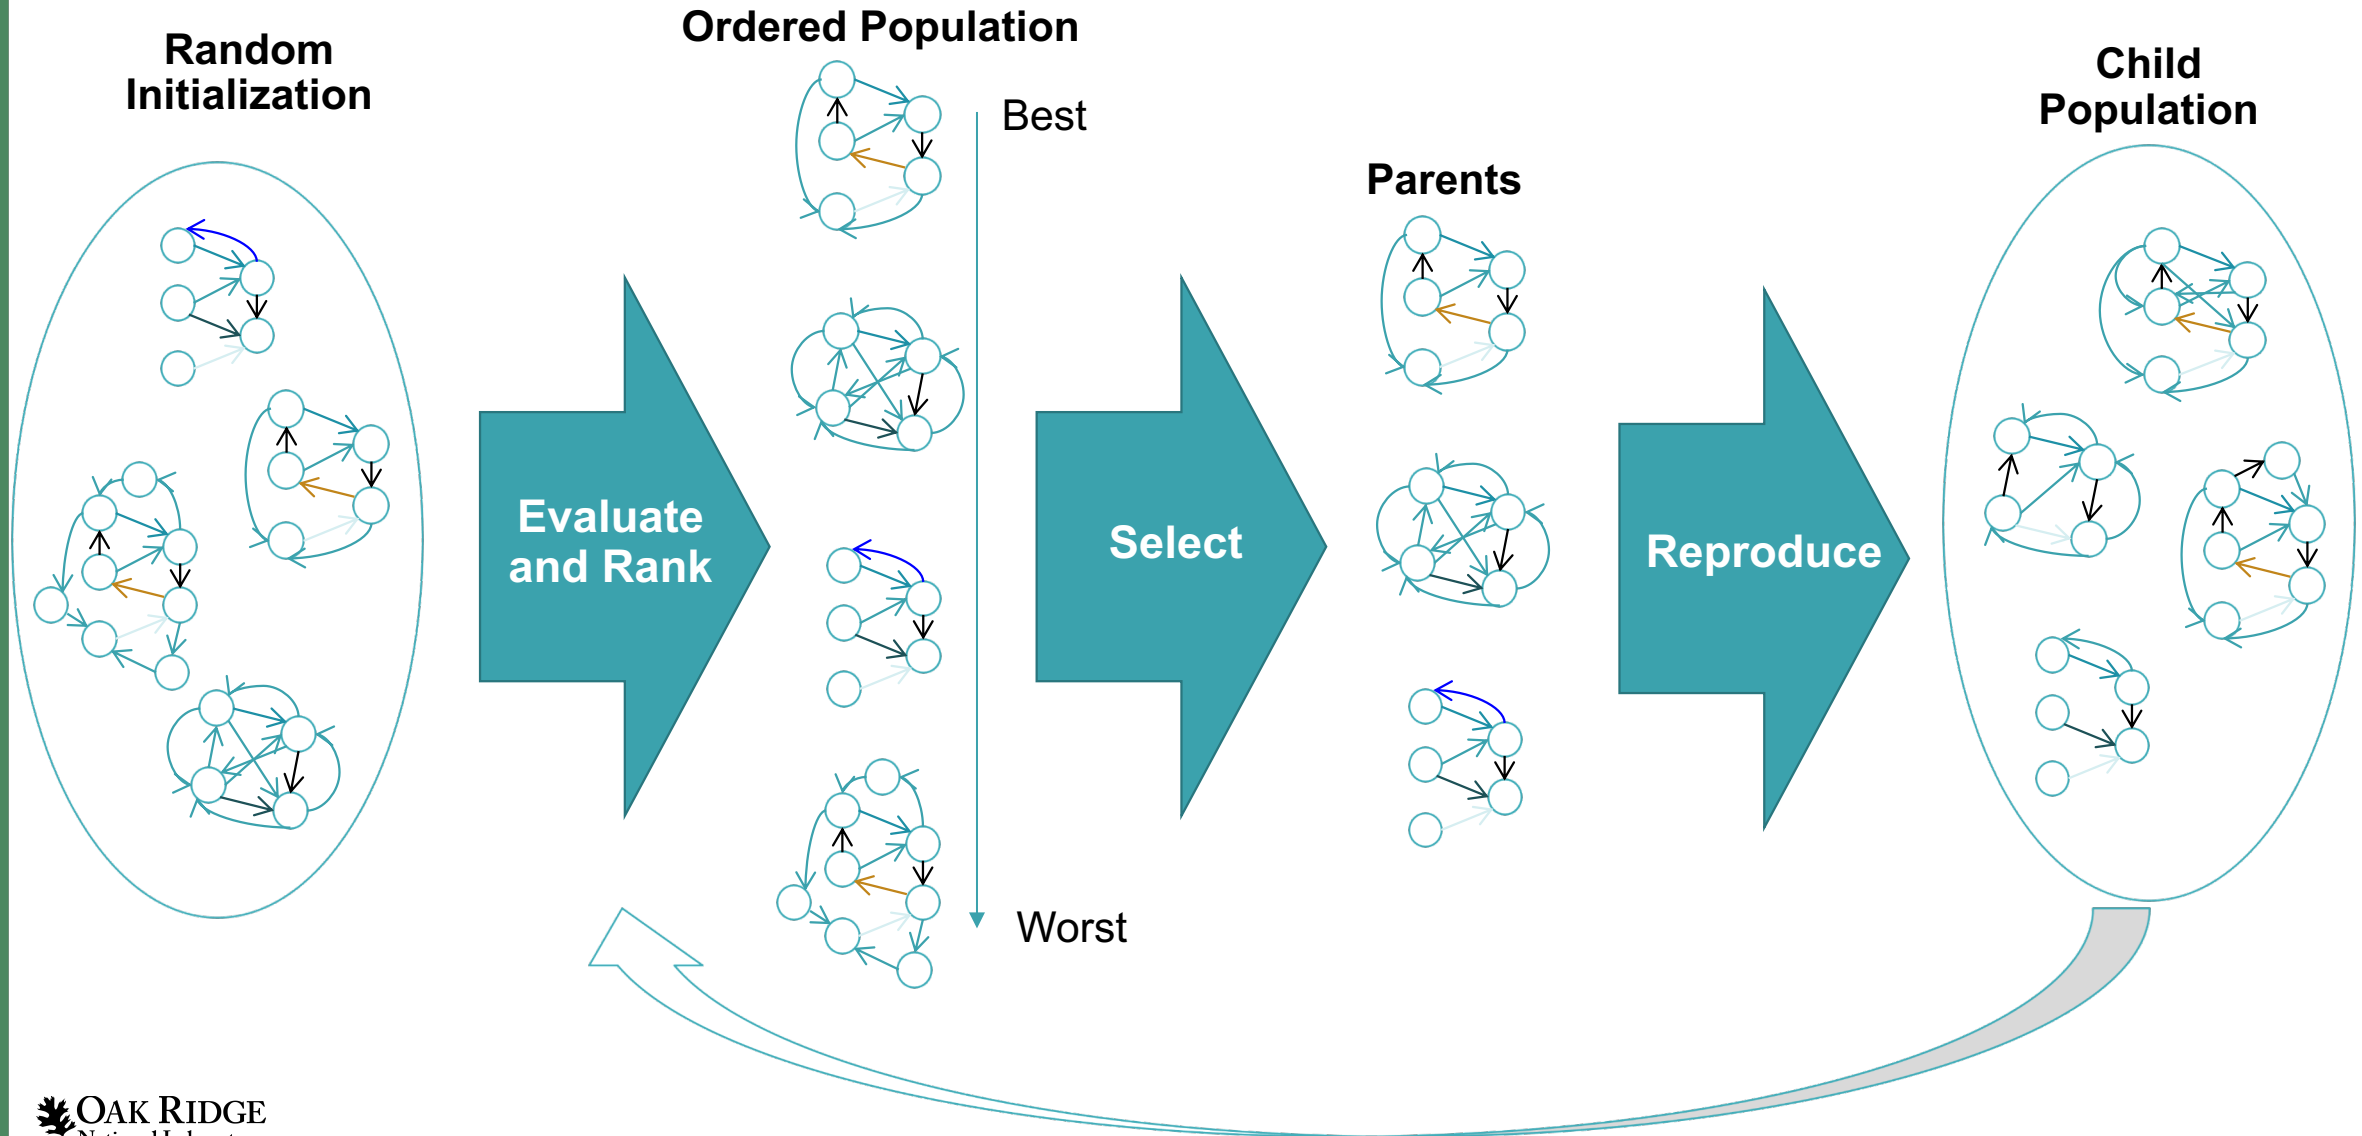 Random
Initialization
Ordered Population
Best
Worst
Evaluate
and Rank
Select
Parents
Reproduce
Child
Population
OAK RIDGE